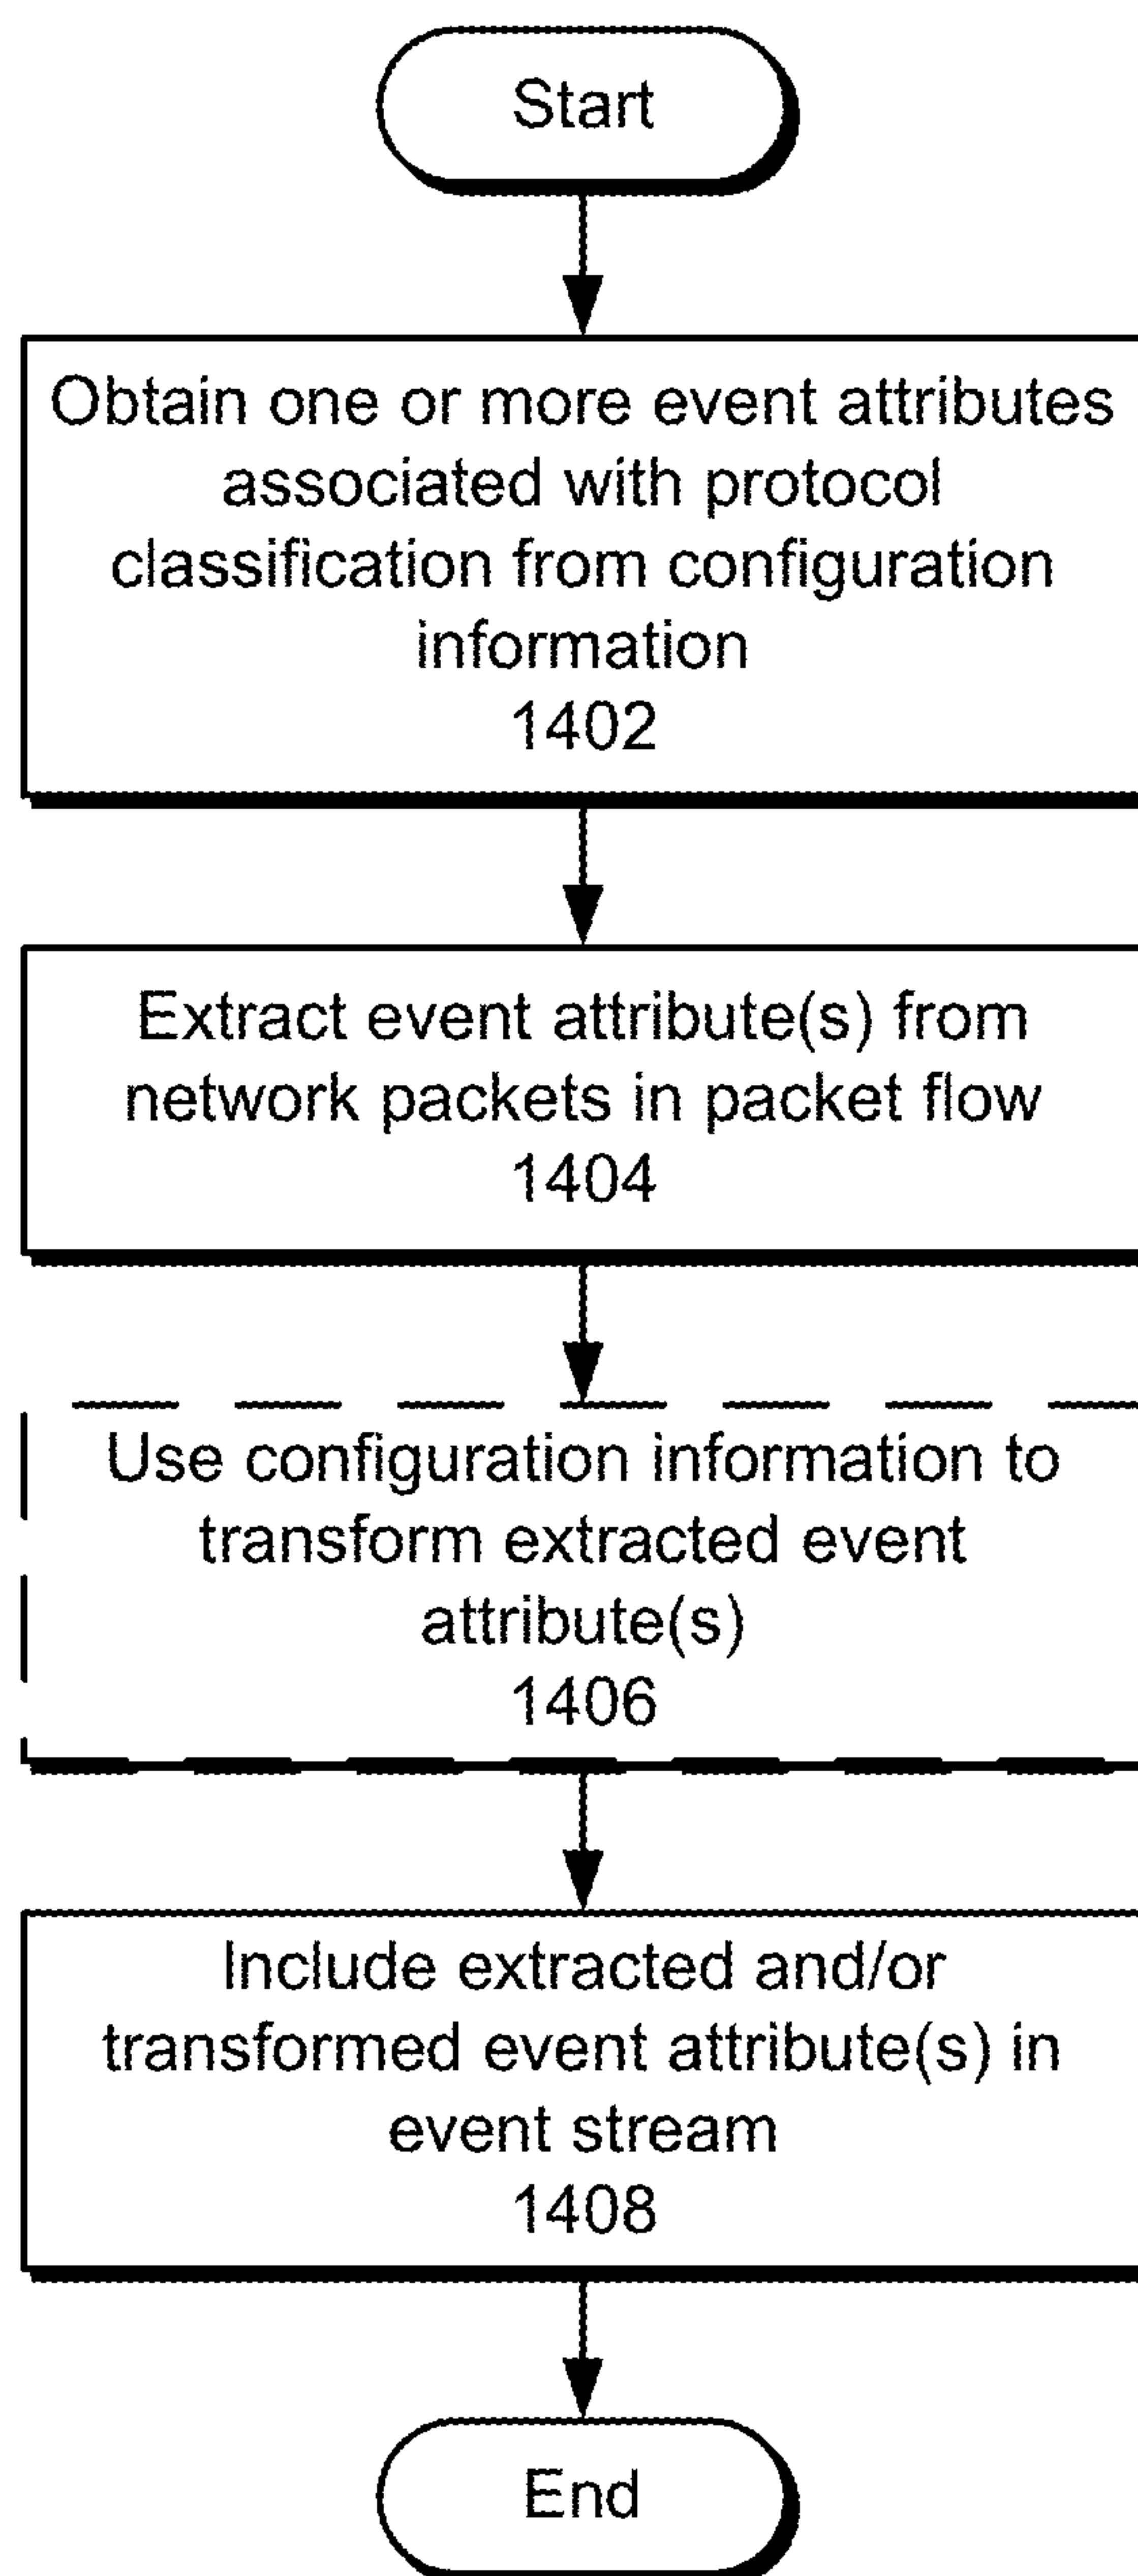 Start
Obtain one or more event attributes
associated with protocol
classification from configuration
information
1402
Extract event attribute(s) from
network packets in packet flow
1404
Use configuration information to
transform extracted event
attribute(s)
1406
Include extracted and/or
transformed event attribute(s) in
event stream
1408
End